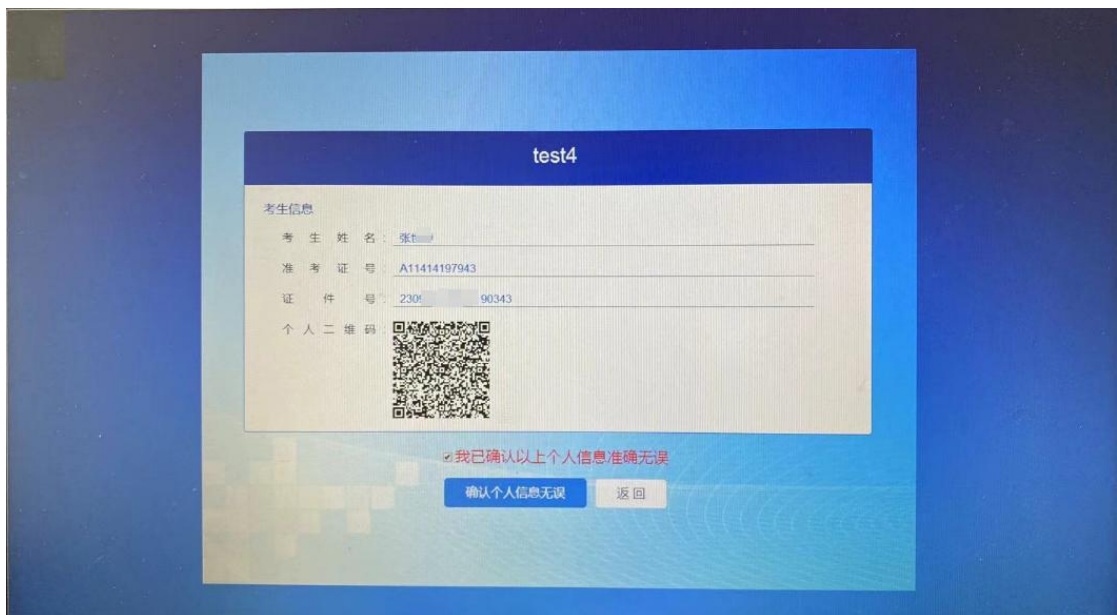 test4
考生信息
考生姓名: 张
准考证号: A11414197943
证件号: 230 90343
个人二维码:
我已确认以上个人信息准确无误
确认个人信息无误 返回